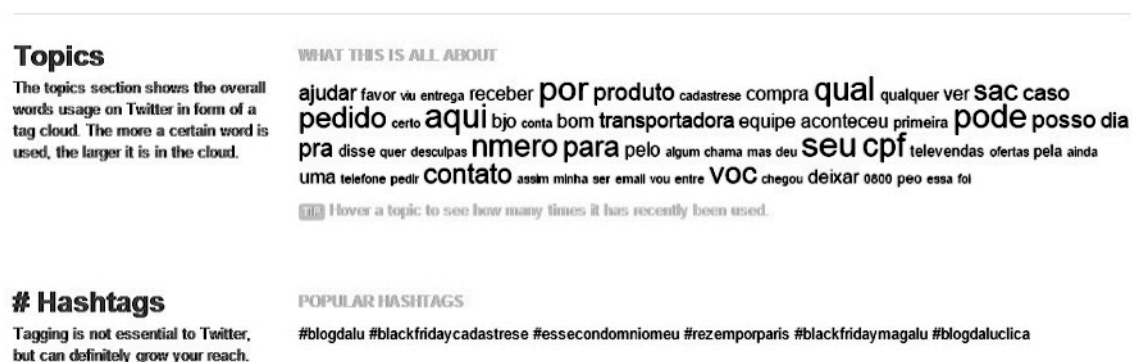 Topics
WHAT THIS IS ALL ABOUT
The topics section shows the overall
words usage on Twitter in form of a
tag cloud. The more a certain word is
used, the larger it is in the cloud.
ajudar favor viu entrega receber por produto cadastrese compra qual qualquer ver sac caso
pedido certo aqui bjo conta bom transportadora equipe aconteceu primeira pode posso dia
pra disse quer desculpas nmero para pelo algum chama mas deu seu cpf televendas ofertas pela ainda
uma telefone pedir contato assim minha ser email vou entre voc chegou deixar 0800 peo essa foi
TIP Hover a topic to see how many times it has recently been used.
# Hashtags
POPULAR HASHTAGS
Tagging is not essential to Twitter,
but can definitely grow your reach.
#blogdalu #blackfridaycadastrese #essecondomniomeu #rezemporparis #blackfridaymagalu #blogdaluclica